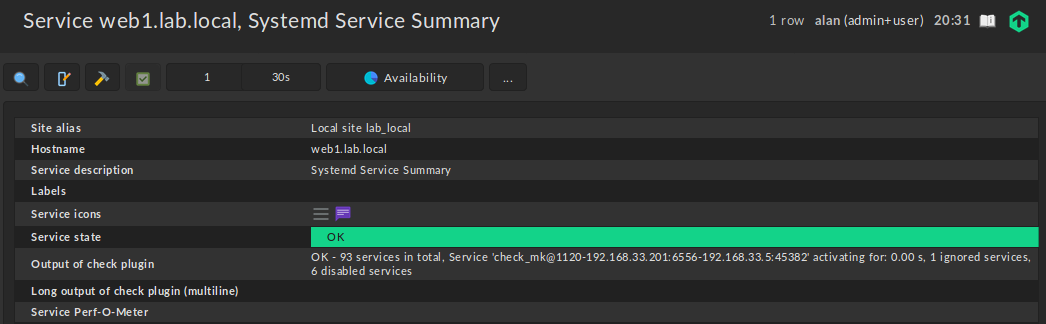 Service web1.lab.local, Systemd Service Summary
1 row alan (admin+user) 20:31
1 30s Availability ...
Site alias Local site lab_local
Hostname web1.lab.local
Service description Systemd Service Summary
Labels
Service icons
Service state OK
Output of check plugin OK - 93 services in total, Service 'check_mk@1120-192.168.33.201:6556-192.168.33.5:45382' activating for: 0.00 s, 1 ignored services,
6 disabled services
Long output of check plugin (multiline)
Service Perf-O-Meter